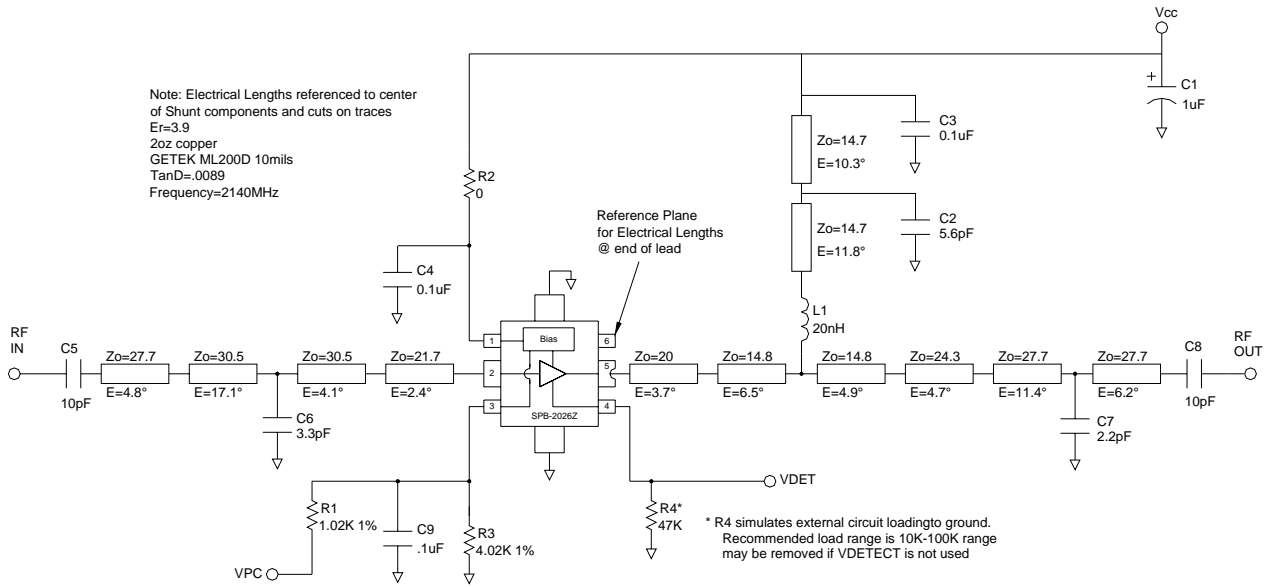 Vcc
Note: Electrical Lengths referenced to center
of Shunt components and cuts on traces
Er=3.9
2oz copper
GETEK ML200D 10mils
TanD=.0089
Frequency=2140MHz
+
C1
1uF
C3
0.1uF
Zo=14.7
E=10.3°
R2
0
Reference Plane
for Electrical Lengths
@ end of lead
C2
5.6pF
Zo=14.7
E=11.8°
C4
0.1uF
L1
20nH
1
Bias
6
RF
IN
C5
10pF
Zo=27.7
E=4.8°
Zo=30.5
E=17.1°
Zo=30.5
E=4.1°
Zo=21.7
E=2.4°
2
5
Zo=20
E=3.7°
Zo=14.8
E=6.5°
Zo=14.8
E=4.9°
Zo=24.3
E=4.7°
Zo=27.7
E=11.4°
Zo=27.7
E=6.2°
C8
10pF
RF
OUT
3
SPB-2026Z
4
C6
3.3pF
C7
2.2pF
VDET
R1
1.02K 1%
C9
.1uF
R3
4.02K 1%
R4*
47K
* R4 simulates external circuit loadingto ground.
Recommended load range is 10K-100K range
may be removed if VDETECT is not used
VPC